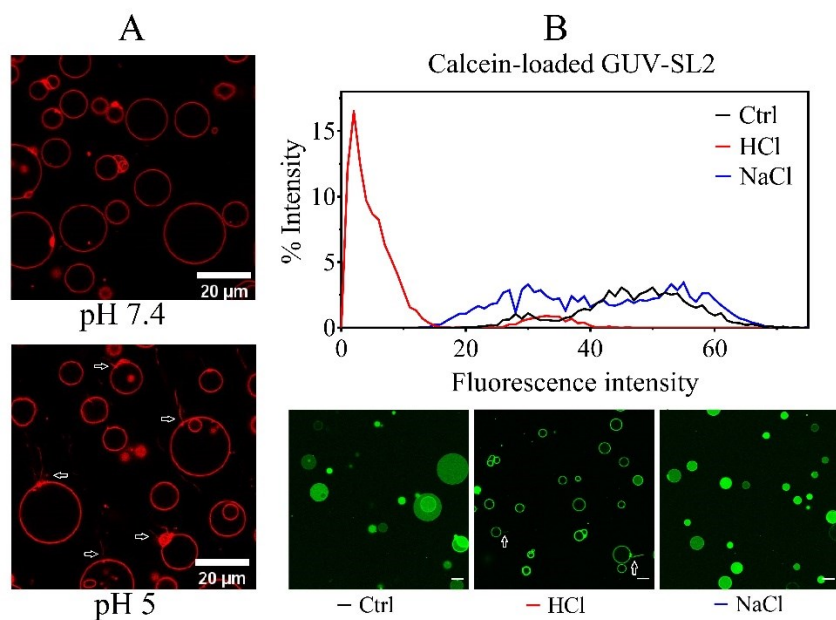 A
20 µm
pH 7.4
20 µm
pH 5
B
Calcein-loaded GUV-SL2
Ctrl
HCl
NaCl
% Intensity
15
10
5
0
0 20 40 60
Fluorescence intensity
Ctrl HCl NaCl